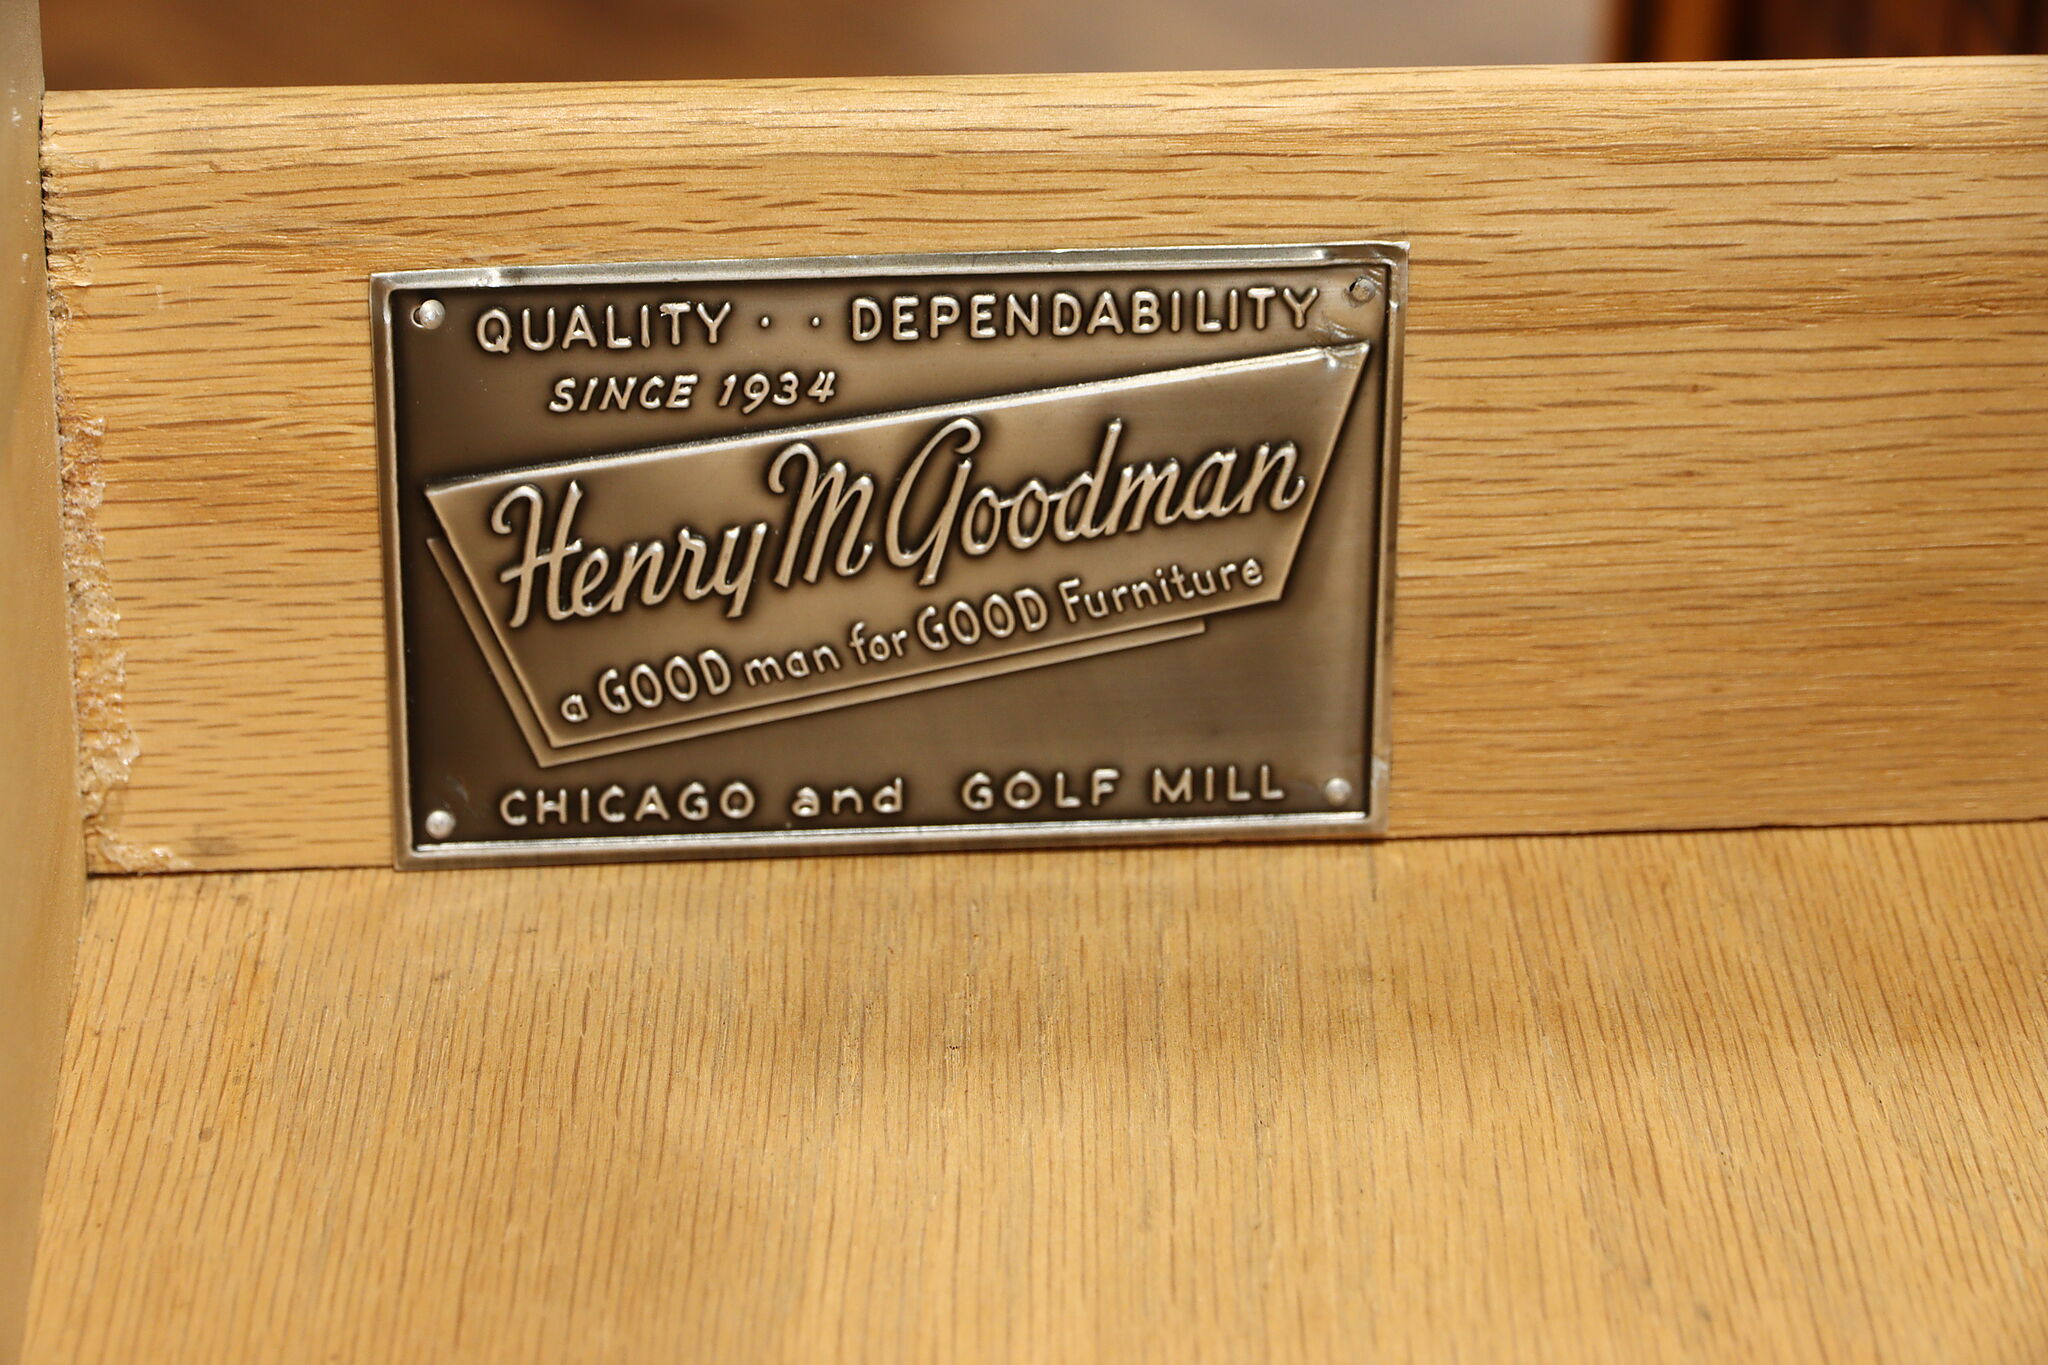 QUALITY · · DEPENDABILITY
SINCE 1934
Henry M Goodman
a GOOD man for GOOD Furniture
CHICAGO and GOLF MILL